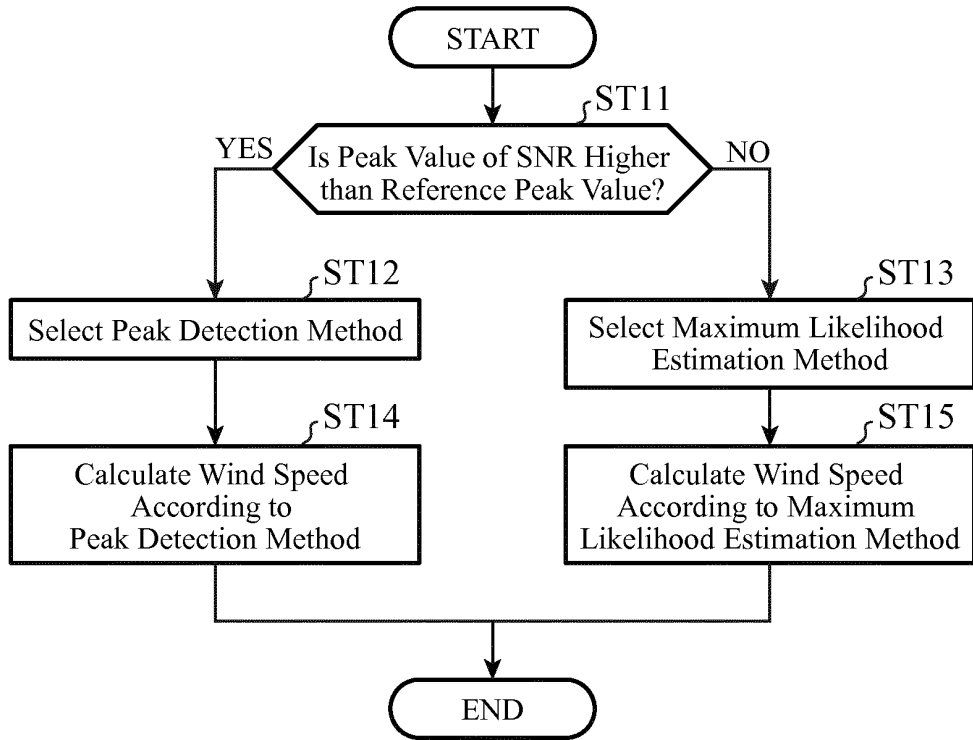 START
ST11
YES
Is Peak Value of SNR Higher
than Reference Peak Value?
NO
ST12
Select Peak Detection Method
ST13
Select Maximum Likelihood
Estimation Method
ST14
Calculate Wind Speed
According to
Peak Detection Method
ST15
Calculate Wind Speed
According to Maximum
Likelihood Estimation Method
END